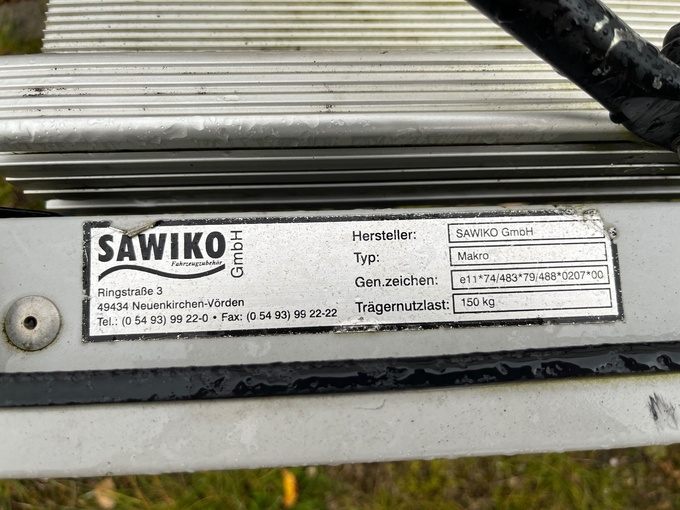 SAWIKO
GmbH
Fahrzeugzubehör
Ringstraße 3
49434 Neuenkirchen-Vörden
Tel.: (0 54 93) 99 22-0 • Fax: (0 54 93) 99 22-22
Hersteller: SAWIKO GmbH
Typ: Makro
Gen.zeichen: e11*74/483*79/488*0207*00
Trägernutzlast: 150 kg